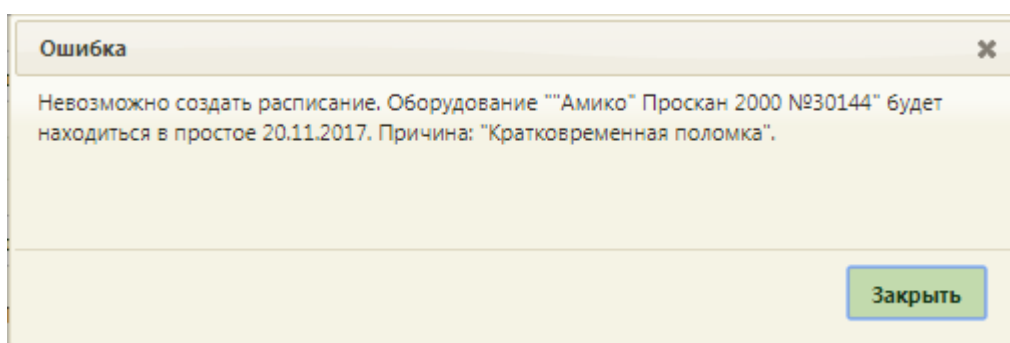 Ошибка
Невозможно создать расписание. Оборудование ""Амико" Проскан 2000 №30144" будет
находиться в простое 20.11.2017. Причина: "Кратковременная поломка".
Закрыть